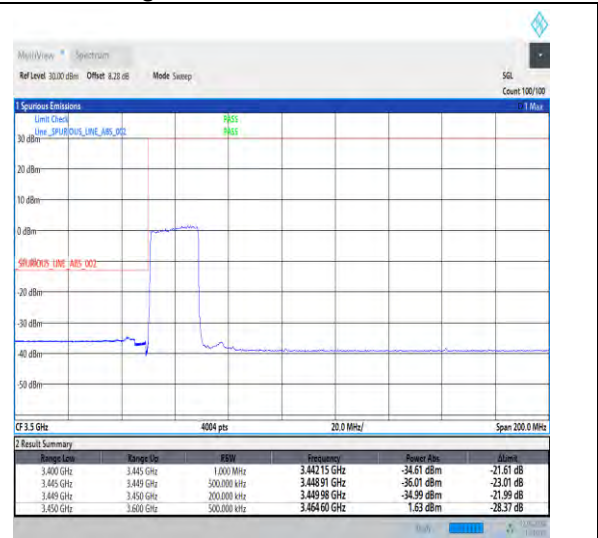 MultiView Spectrum
Ref Level 30.00 dBm Offset 8.28 dB Mode Sweep SGL
Count 100/100
1 Spurious Emissions 1 Max
Limit Check PASS
Line _SPURIOUS_LINE_ABS_002 PASS
30 dBm
20 dBm
10 dBm
0 dBm
SPURIOUS_LINE_ABS_002
-20 dBm
-30 dBm
-40 dBm
-50 dBm
CF 3.5 GHz 4004 pts 20.0 MHz/ Span 200.0 MHz
2 Result Summary
Range Low Range Up RBW Frequency Power Abs ΔLimit
3.400 GHz 3.445 GHz 1.000 MHz 3.442 15 GHz -34.61 dBm -21.61 dB
3.445 GHz 3.449 GHz 500.000 kHz 3.448 91 GHz -36.01 dBm -23.01 dB
3.449 GHz 3.450 GHz 200.000 kHz 3.449 98 GHz -34.99 dBm -21.99 dB
3.450 GHz 3.600 GHz 500.000 kHz 3.464 60 GHz 1.63 dBm -28.37 dB